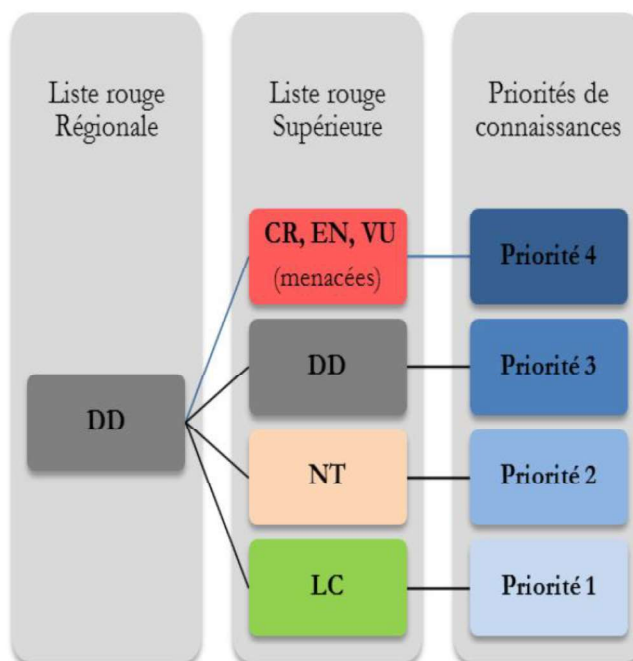 Liste rouge
Régionale
Liste rouge
Supérieure
Priorités de
connaissances
DD
CR, EN, VU
(menacées)
Priorité 4
DD
Priorité 3
NT
Priorité 2
LC
Priorité 1